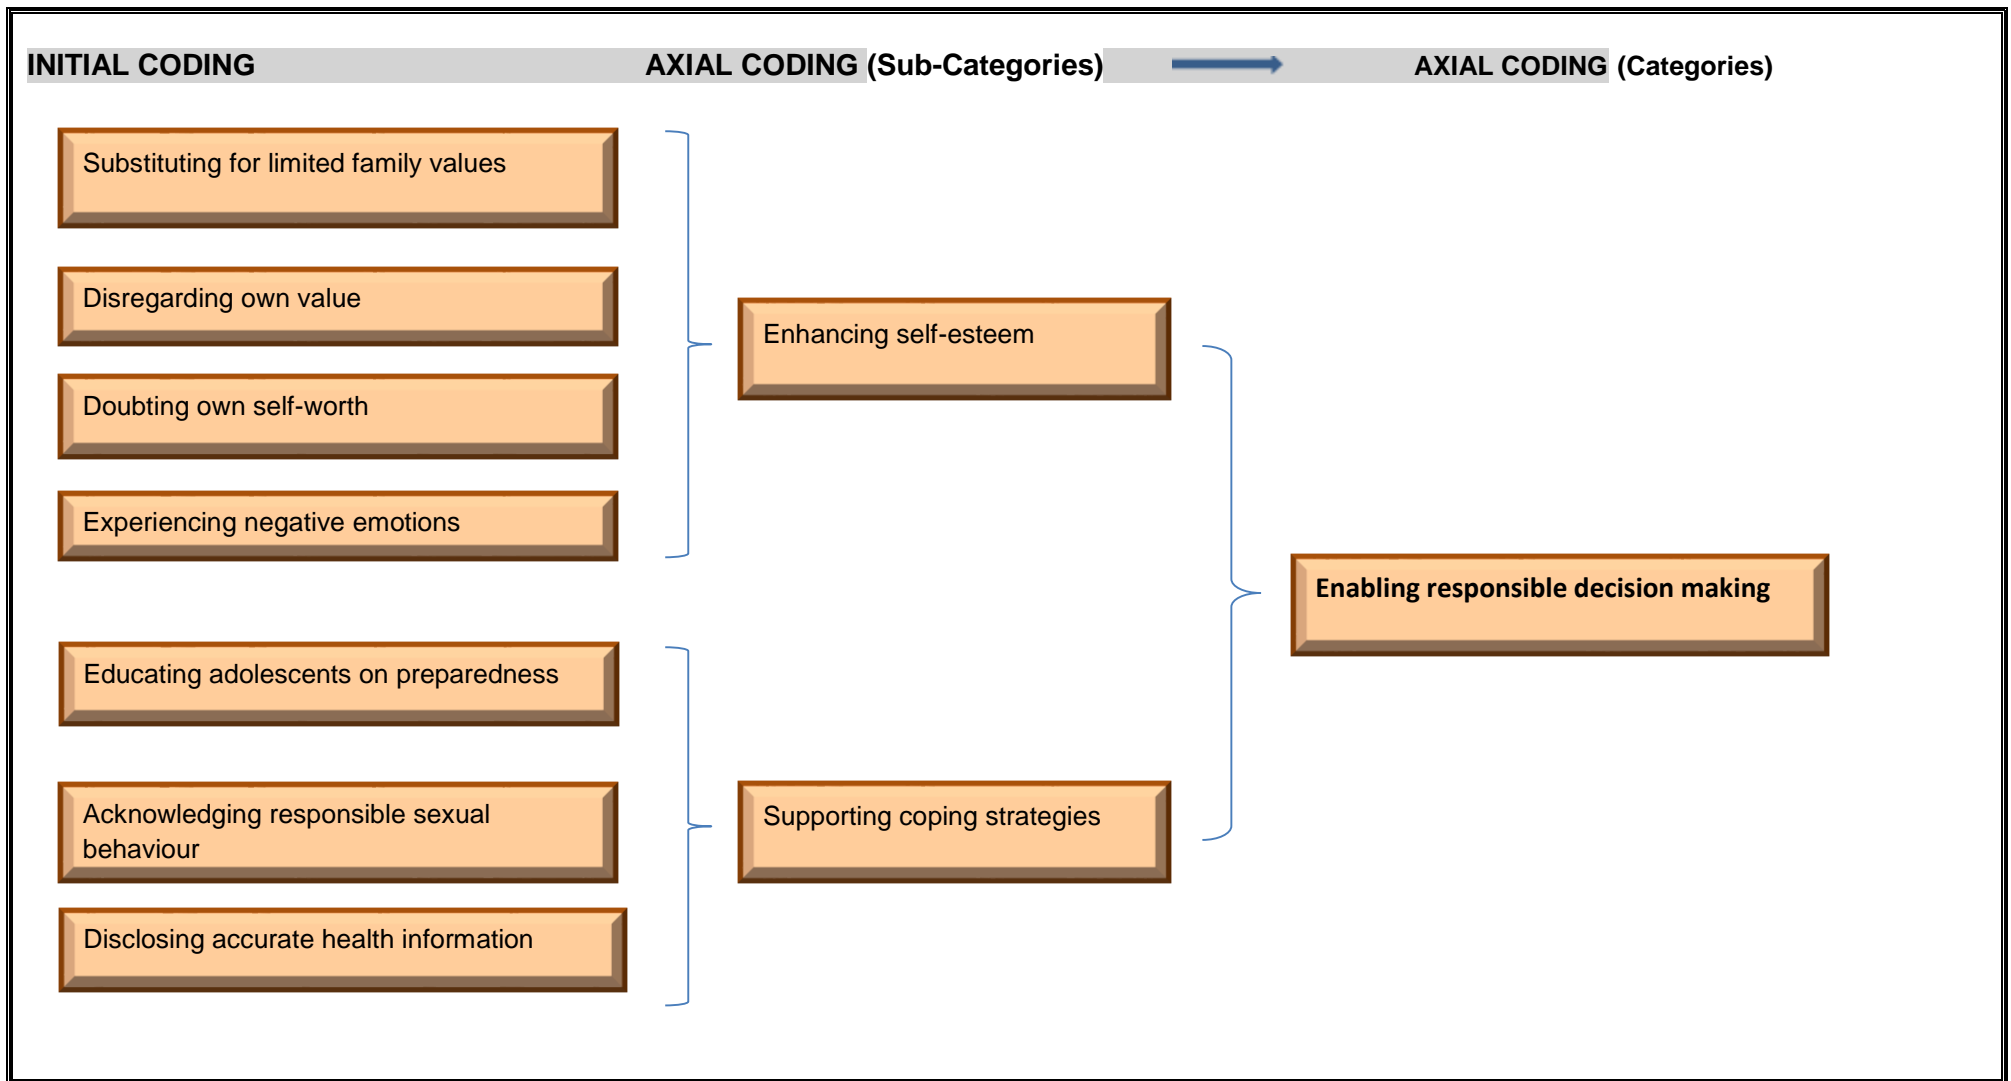 INITIAL CODING AXIAL CODING (Sub-Categories) AXIAL CODING (Categories)
Substituting for limited family values
Disregarding own value
Doubting own self-worth
Experiencing negative emotions
Educating adolescents on preparedness
Acknowledging responsible sexual
behaviour
Disclosing accurate health information
Enhancing self-esteem
Supporting coping strategies
Enabling responsible decision making